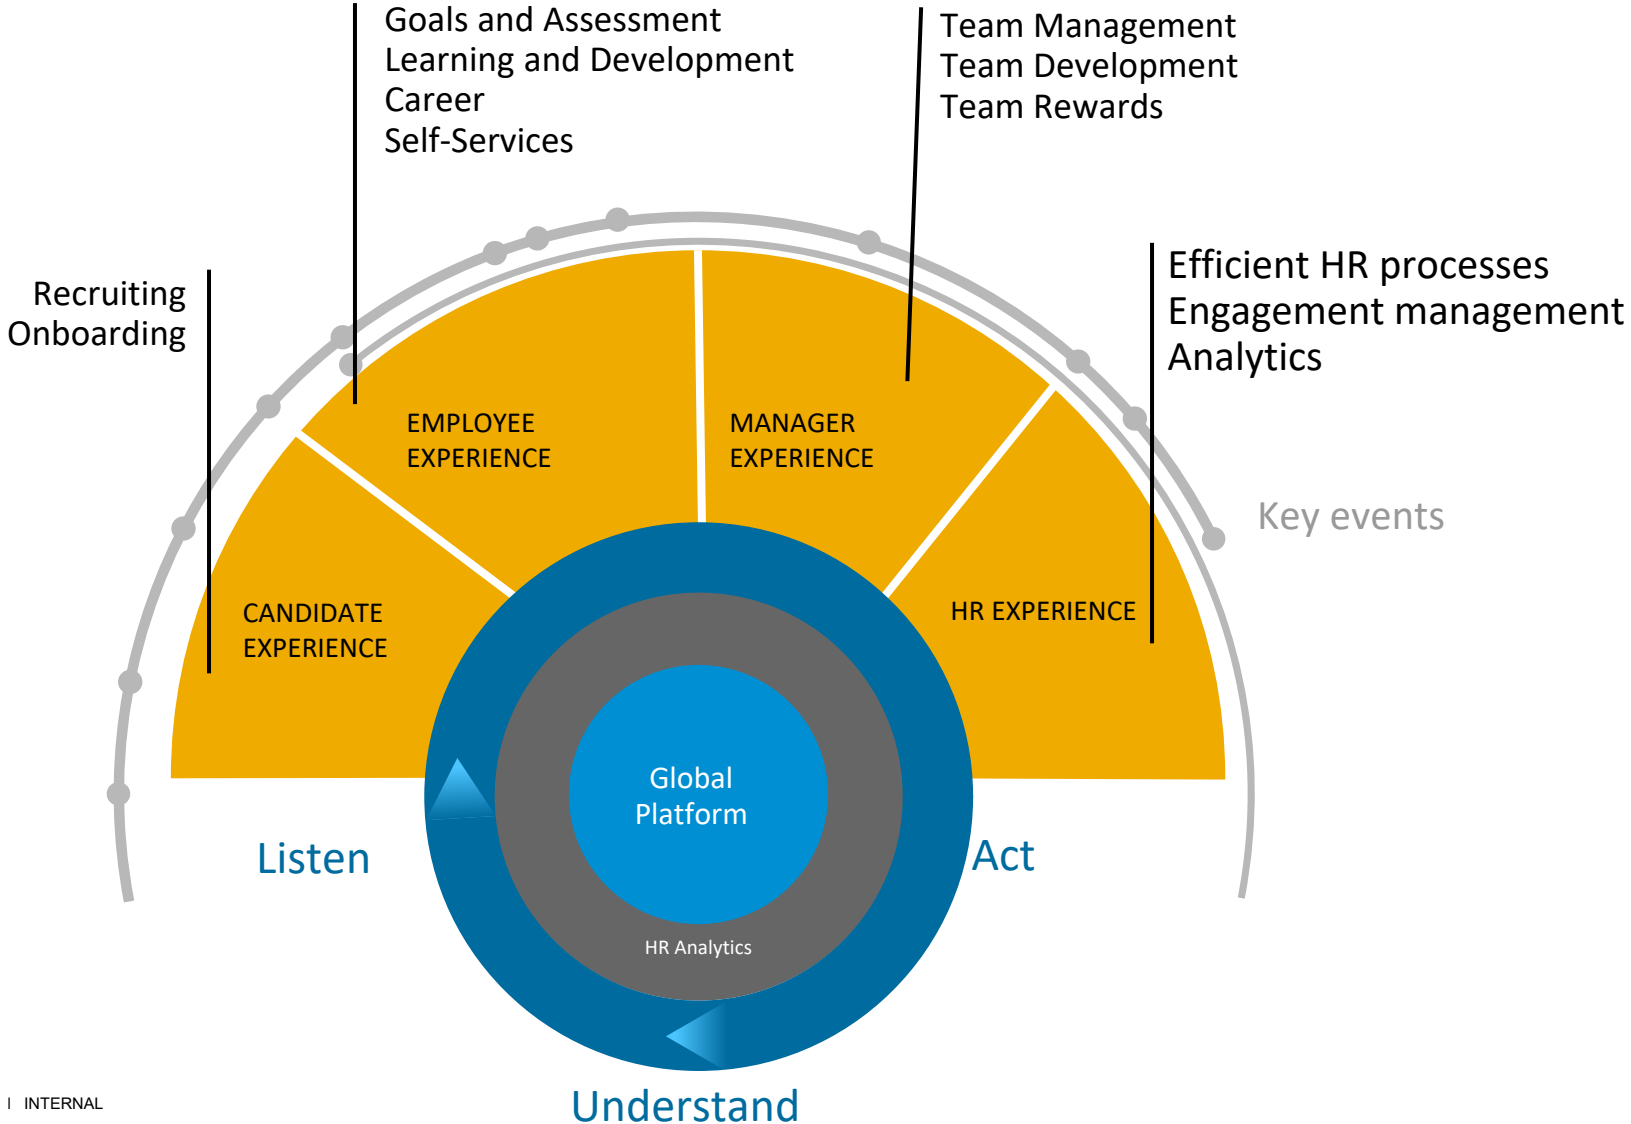 Goals and Assessment
Learning and Development
Career
Self-Services
Team Management
Team Development
Team Rewards
Recruiting
Onboarding
Efficient HR processes
Engagement management
Analytics
EMPLOYEE
EXPERIENCE
MANAGER
EXPERIENCE
Key events
CANDIDATE
EXPERIENCE
HR EXPERIENCE
Global
Platform
Listen
Act
HR Analytics
Understand
| INTERNAL